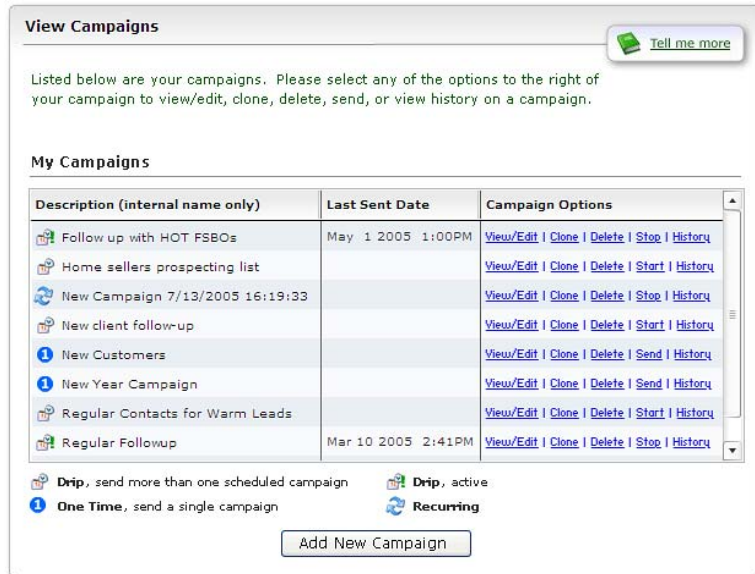 View Campaigns
Tell me more
Listed below are your campaigns. Please select any of the options to the right of
your campaign to view/edit, clone, delete, send, or view history on a campaign.
My Campaigns
Description (internal name only) Last Sent Date Campaign Options
Follow up with HOT FSBOs May 1 2005 1:00PM View/Edit | Clone | Delete | Stop | History
Home sellers prospecting list View/Edit | Clone | Delete | Start | History
New Campaign 7/13/2005 16:19:33 View/Edit | Clone | Delete | Stop | History
New client follow-up View/Edit | Clone | Delete | Start | History
1 New Customers View/Edit | Clone | Delete | Send | History
1 New Year Campaign View/Edit | Clone | Delete | Send | History
Regular Contacts for Warm Leads View/Edit | Clone | Delete | Start | History
Regular Followup Mar 10 2005 2:41PM View/Edit | Clone | Delete | Stop | History
Drip, send more than one scheduled campaign Drip, active
1 One Time, send a single campaign Recurring
Add New Campaign